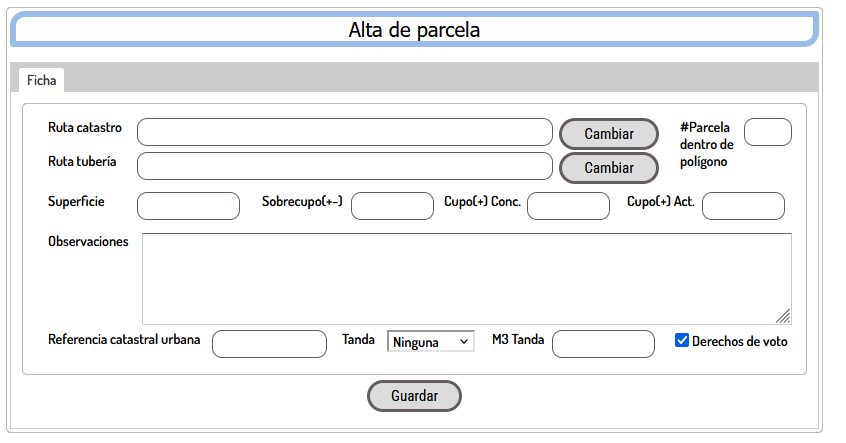 Alta de parcela
Ficha
Ruta catastro Cambiar #Parcela
dentro de
polígono
Ruta tubería Cambiar
Superficie Sobrecupo(+-) Cupo(+) Conc. Cupo(+) Act.
Observaciones
Referencia catastral urbana Tanda Ninguna M3 Tanda Derechos de voto
Guardar